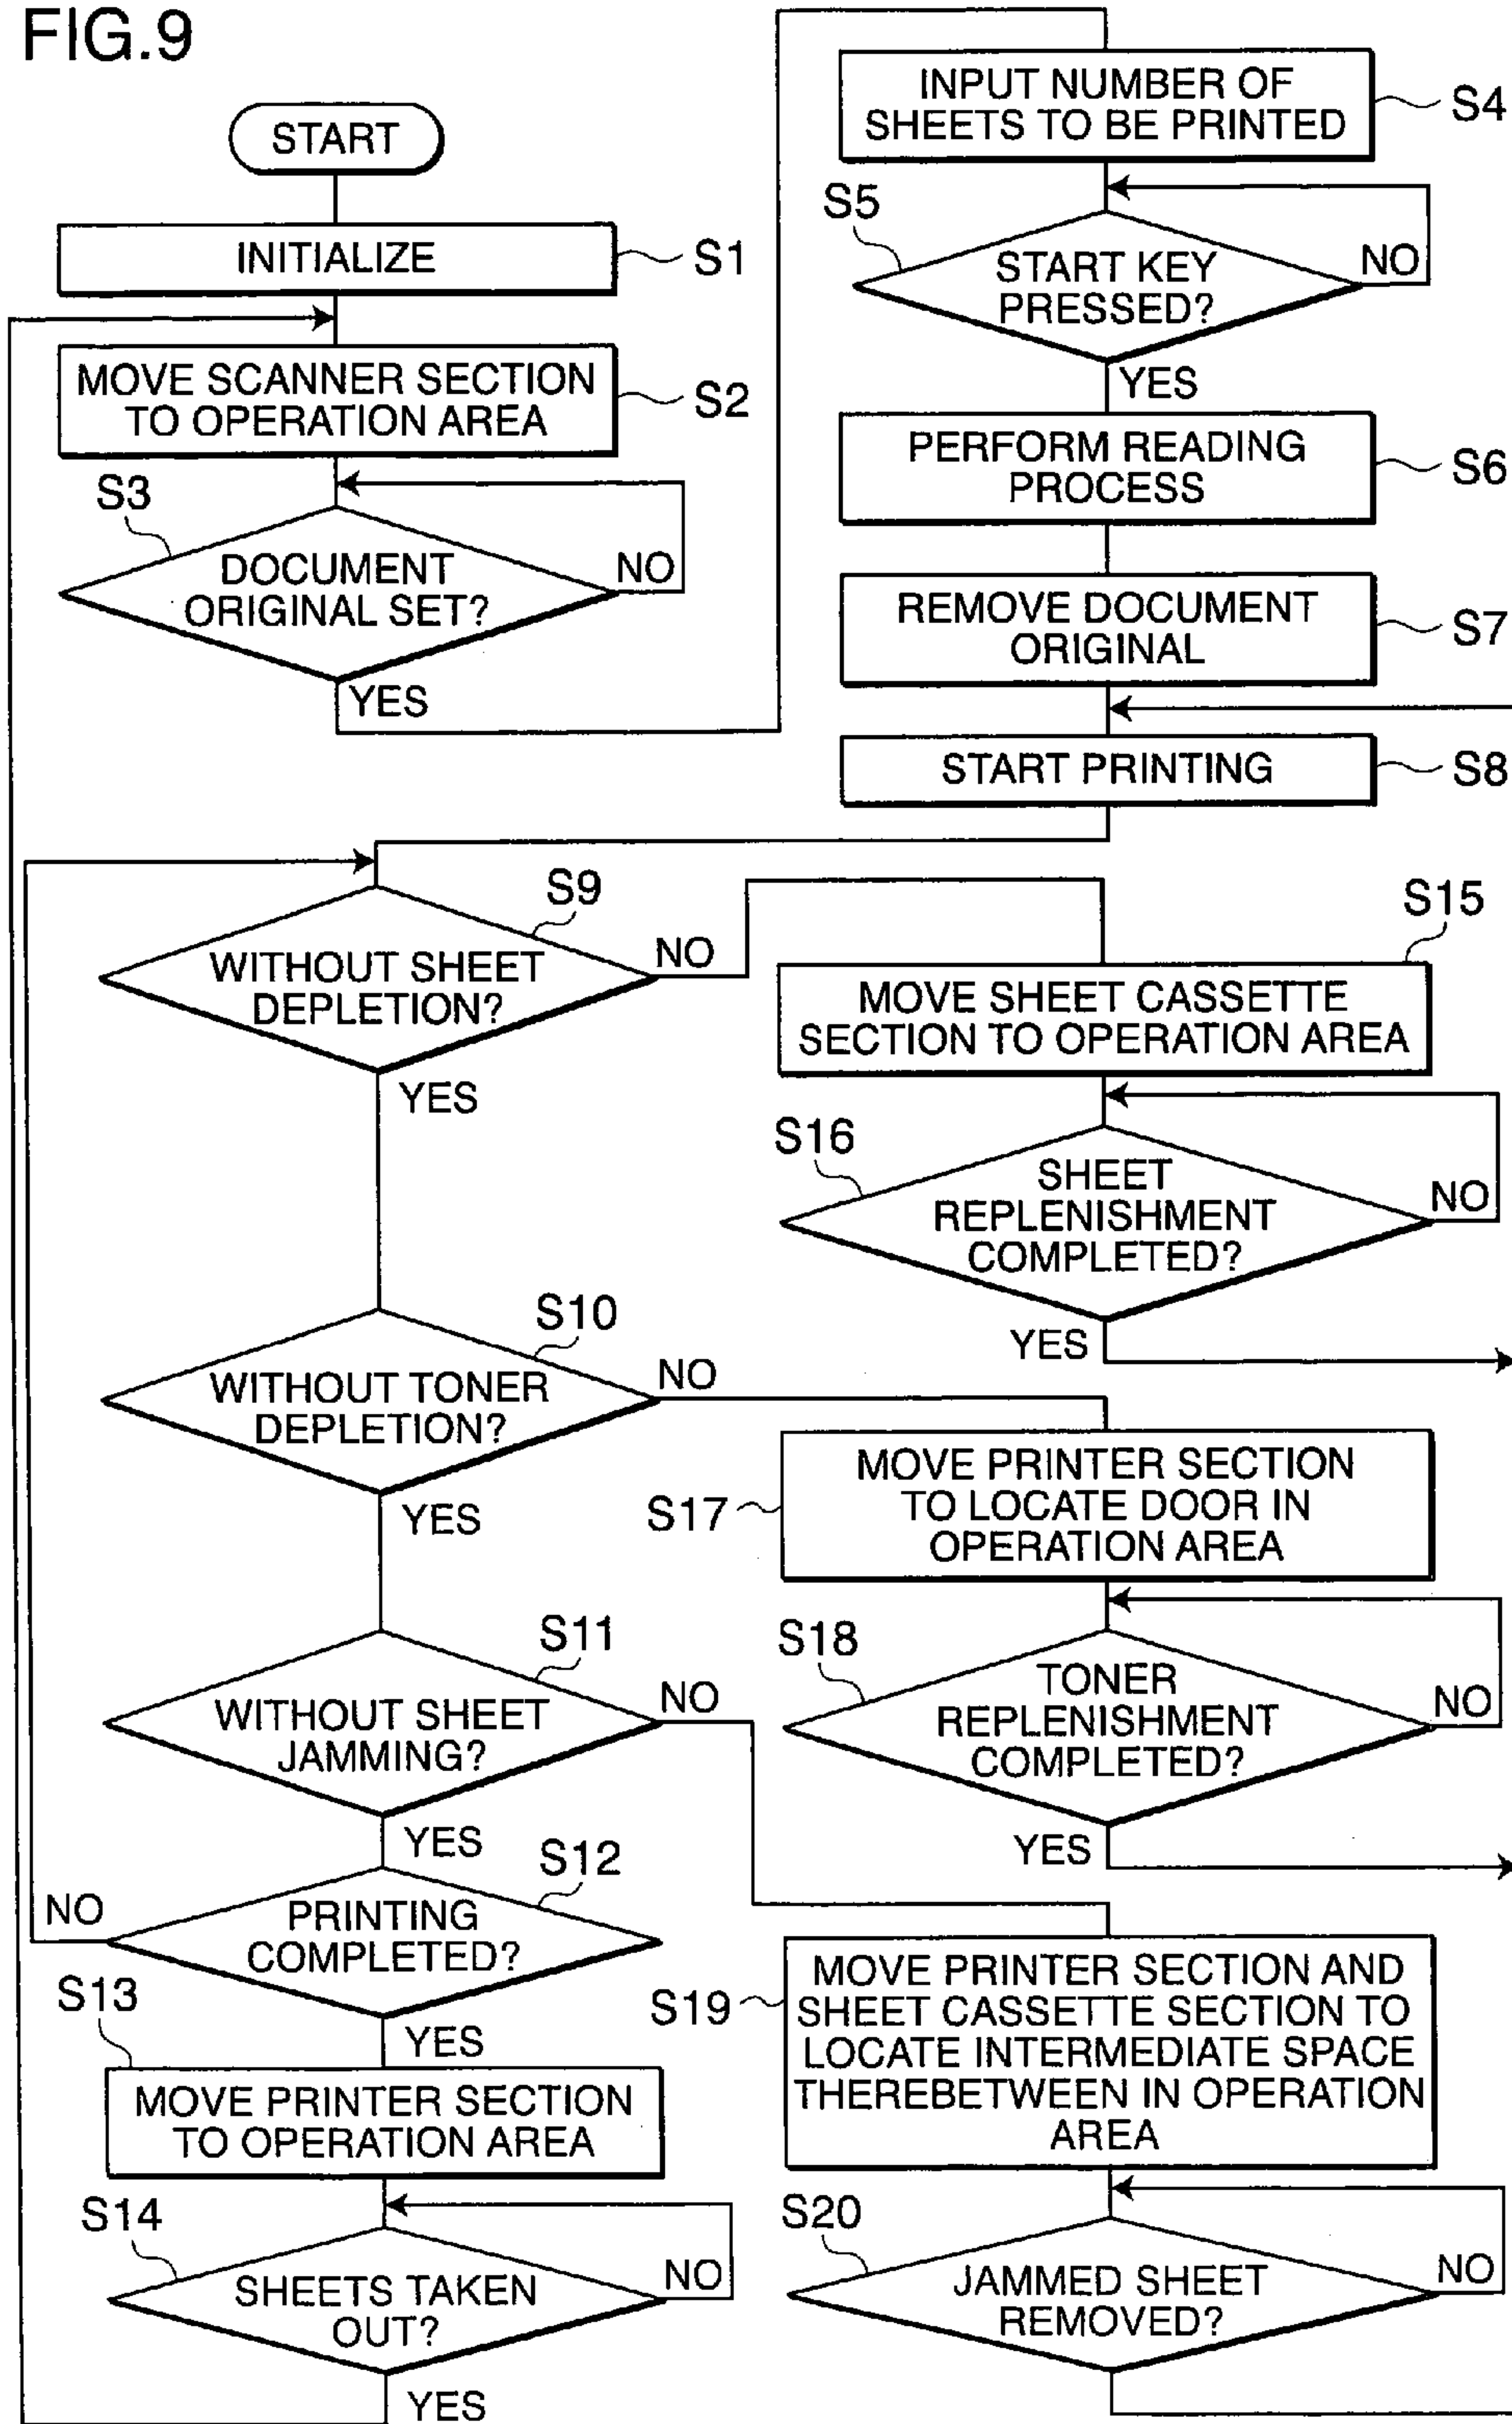 FIG.9
START
INITIALIZE
S1
MOVE SCANNER SECTION
TO OPERATION AREA
S2
S3
DOCUMENT
ORIGINAL SET?
NO
YES
INPUT NUMBER OF
SHEETS TO BE PRINTED
S4
S5
START KEY
PRESSED?
NO
YES
PERFORM READING
PROCESS
S6
REMOVE DOCUMENT
ORIGINAL
S7
START PRINTING
S8
S9
WITHOUT SHEET
DEPLETION?
NO
YES
S15
MOVE SHEET CASSETTE
SECTION TO OPERATION AREA
S16
SHEET
REPLENISHMENT
COMPLETED?
NO
YES
S10
WITHOUT TONER
DEPLETION?
NO
YES
S17
MOVE PRINTER SECTION
TO LOCATE DOOR IN
OPERATION AREA
S18
TONER
REPLENISHMENT
COMPLETED?
NO
YES
S11
WITHOUT SHEET
JAMMING?
NO
YES
S12
PRINTING
COMPLETED?
NO
YES
S13
MOVE PRINTER SECTION
TO OPERATION AREA
S14
SHEETS TAKEN
OUT?
NO
YES
S19
MOVE PRINTER SECTION AND
SHEET CASSETTE SECTION TO
LOCATE INTERMEDIATE SPACE
THEREBETWEEN IN OPERATION
AREA
S20
JAMMED SHEET
REMOVED?
NO